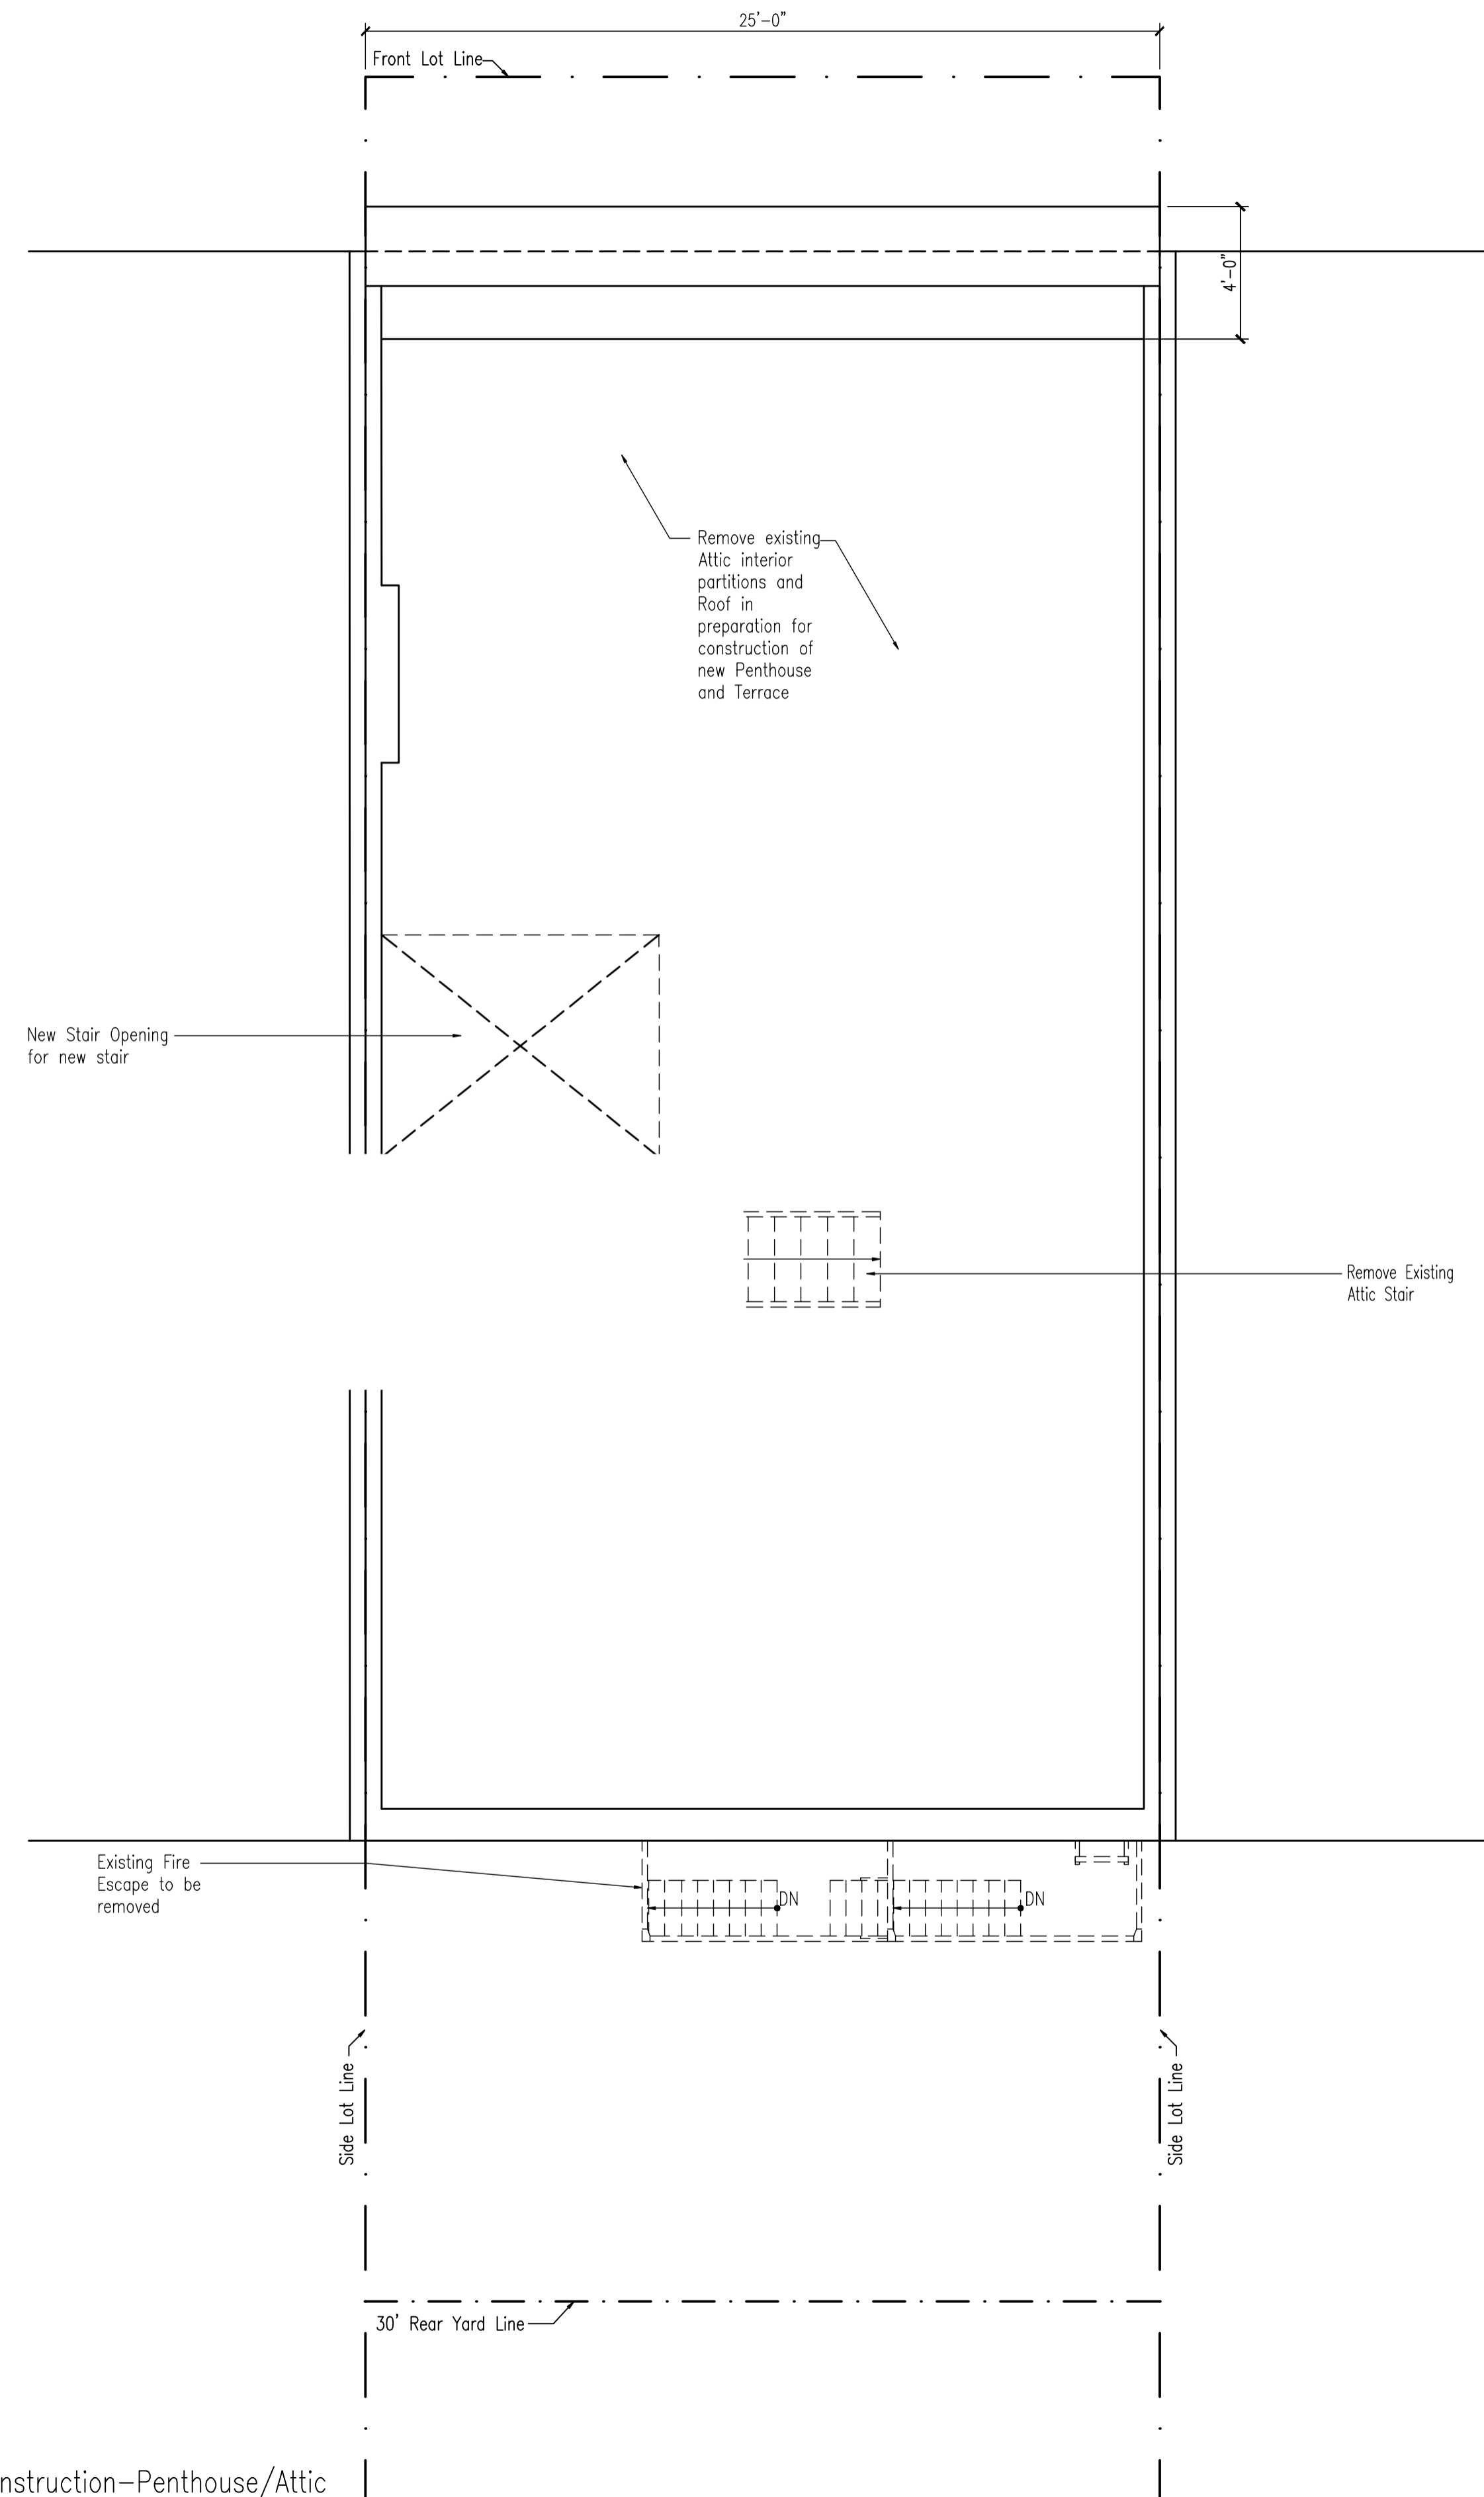 25'-0"
Front Lot Line
4'-0"
Remove existing
Attic interior
partitions and
Roof in
preparation for
construction of
new Penthouse
and Terrace
New Stair Opening
for new stair
Remove Existing
Attic Stair
Existing Fire
Escape to be
removed
DN
DN
Side Lot Line
Side Lot Line
30' Rear Yard Line
nstruction-Penthouse/Attic